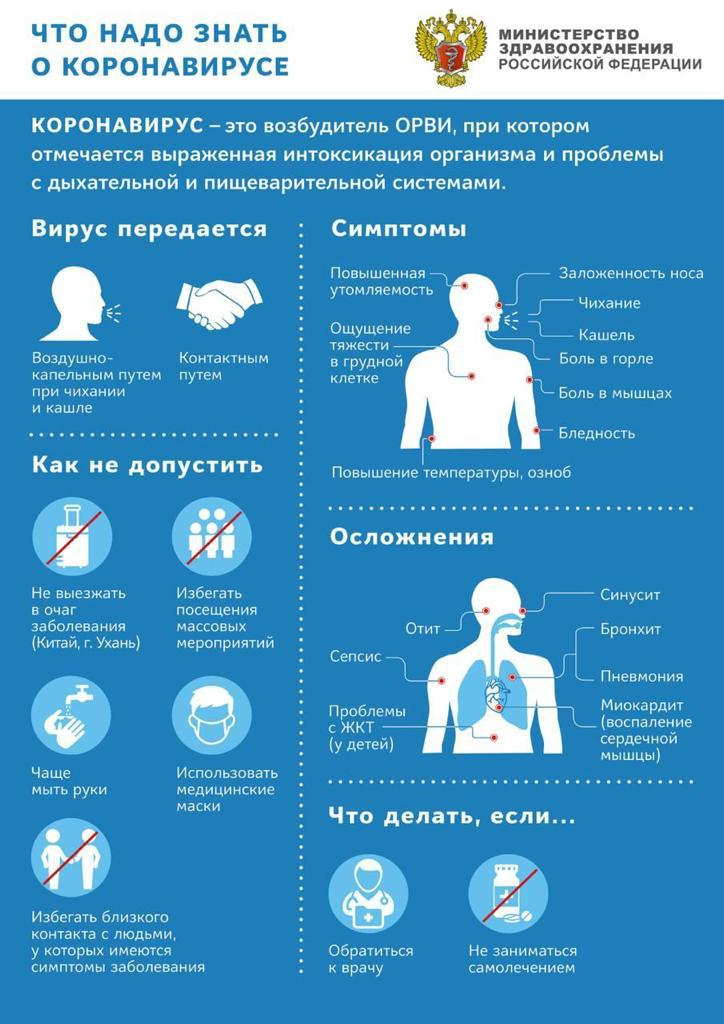 ЧТО НАДО ЗНАТЬ
О КОРОНАВИРУСЕ
МИНИСТЕРСТВО
ЗДРАВООХРАНЕНИЯ
РОССИЙСКОЙ ФЕДЕРАЦИИ
КОРОНАВИРУС – это возбудитель ОРВИ, при котором
отмечается выраженная интоксикация организма и проблемы
с дыхательной и пищеварительной системами.
Вирус передается
Воздушно-
капельным путем
при чихании
и кашле
Контактным
путем
Как не допустить
Не выезжать
в очаг
заболевания
(Китай, г. Ухань)
Избегать
посещения
массовых
мероприятий
Чаще
мыть руки
Использовать
медицинские
маски
Избегать близкого
контакта с людьми,
у которых имеются
симптомы заболевания
Симптомы
Повышенная
утомляемость
Ощущение
тяжести
в грудной
клетке
Заложенность носа
Чихание
Кашель
Боль в горле
Боль в мышцах
Бледность
Повышение температуры, озноб
Осложнения
Отит
Сепсис
Проблемы
с ЖКТ
(у детей)
Синусит
Бронхит
Пневмония
Миокардит
(воспаление
сердечной
мышцы)
Что делать, если...
Обратиться
к врачу
Не заниматься
самолечением